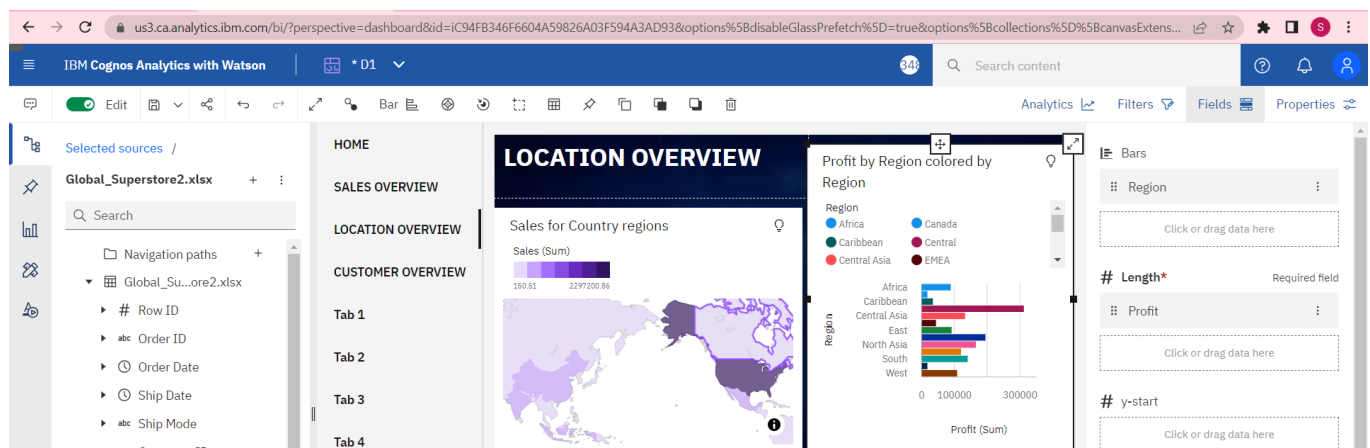 us3.ca.analytics.ibm.com/bi/?perspective=dashboard&id=iC94FB346F6604A59826A03F594A3AD93&options%5BdisableGlassPrefetch%5D=true&options%5Bcollections%5D%5BcanvasExtens...
S
IBM Cognos Analytics with Watson
* D1
348
Search content
Edit
Bar
Analytics
Filters
Fields
Properties
Selected sources /
Global_Superstore2.xlsx
Search
Navigation paths
Global_Su...ore2.xlsx
# Row ID
abc Order ID
Order Date
Ship Date
abc Ship Mode
HOME
SALES OVERVIEW
LOCATION OVERVIEW
CUSTOMER OVERVIEW
Tab 1
Tab 2
Tab 3
Tab 4
LOCATION OVERVIEW
Sales for Country regions
Sales (Sum)
160.51 2297200.86
Profit by Region colored by
Region
Region
Africa Canada
Caribbean Central
Central Asia EMEA
Region
Africa
Caribbean
Central Asia
East
North Asia
South
West
0 100000 300000
Profit (Sum)
Bars
Region
Click or drag data here
# Length* Required field
Profit
Click or drag data here
# y-start
Click or drag data here